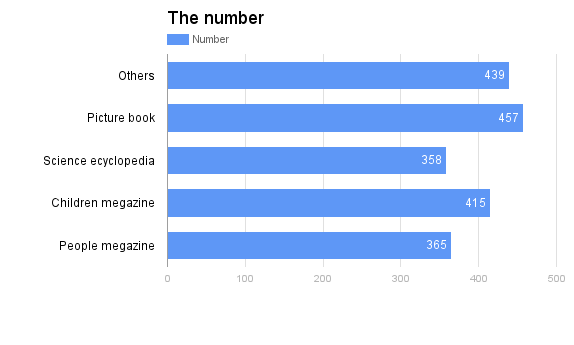 The number
Number
Others 439
Picture book 457
Science ecyclopedia 358
Children megazine 415
People megazine 365
0 100 200 300 400 500